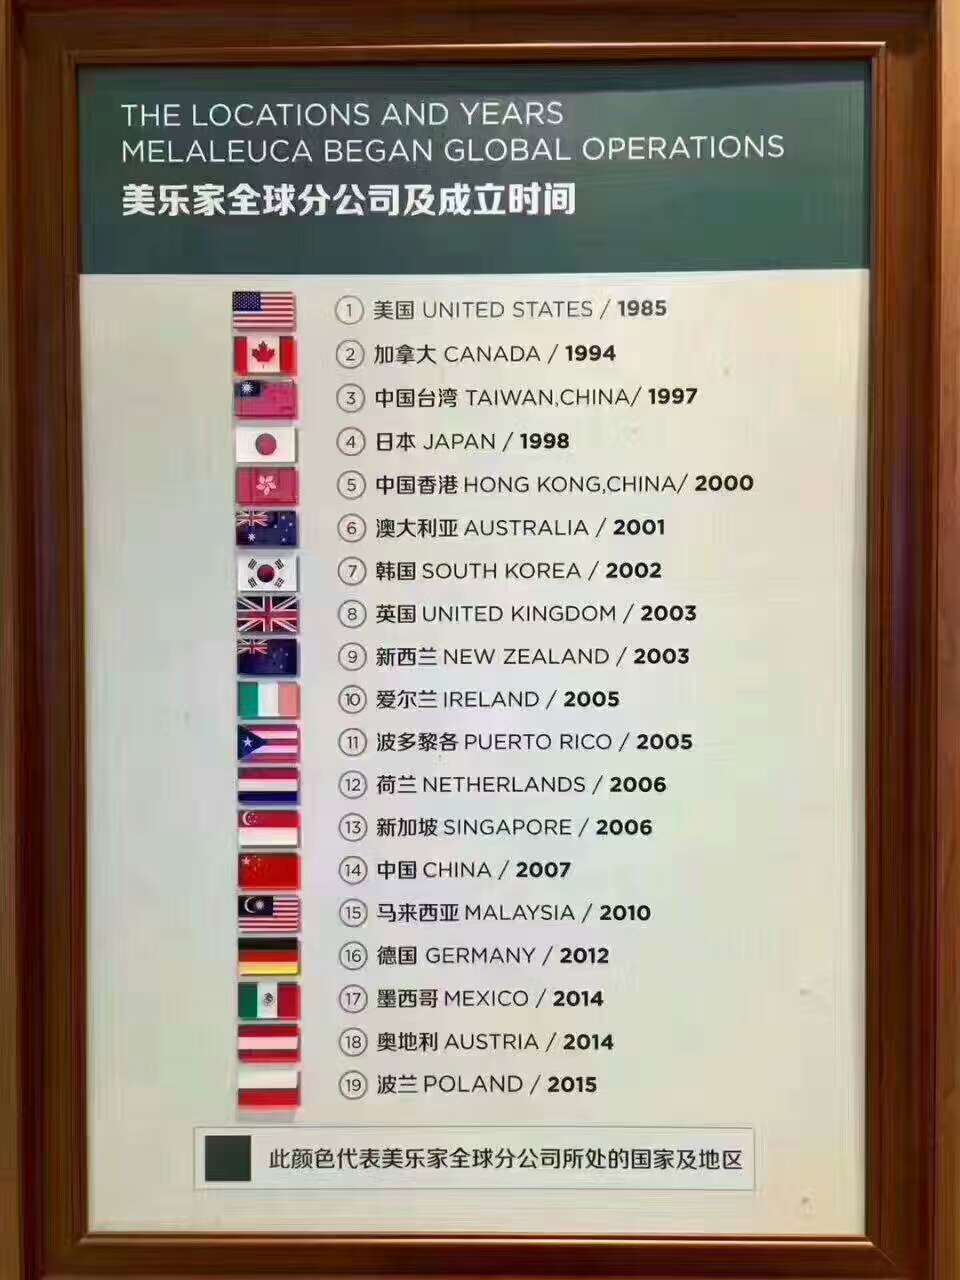 THE LOCATIONS AND YEARS
MELALEUCA BEGAN GLOBAL OPERATIONS
美乐家全球分公司及成立时间
① 美国 UNITED STATES / 1985
② 加拿大 CANADA / 1994
③ 中国台湾 TAIWAN,CHINA/ 1997
④ 日本 JAPAN / 1998
⑤ 中国香港 HONG KONG,CHINA/ 2000
⑥ 澳大利亚 AUSTRALIA / 2001
⑦ 韩国 SOUTH KOREA / 2002
⑧ 英国 UNITED KINGDOM / 2003
⑨ 新西兰 NEW ZEALAND / 2003
⑩ 爱尔兰 IRELAND / 2005
⑪ 波多黎各 PUERTO RICO / 2005
⑫ 荷兰 NETHERLANDS / 2006
⑬ 新加坡 SINGAPORE / 2006
⑭ 中国 CHINA / 2007
⑮ 马来西亚 MALAYSIA / 2010
⑯ 德国 GERMANY / 2012
⑰ 墨西哥 MEXICO / 2014
⑱ 奥地利 AUSTRIA / 2014
⑲ 波兰 POLAND / 2015
此颜色代表美乐家全球分公司所处的国家及地区